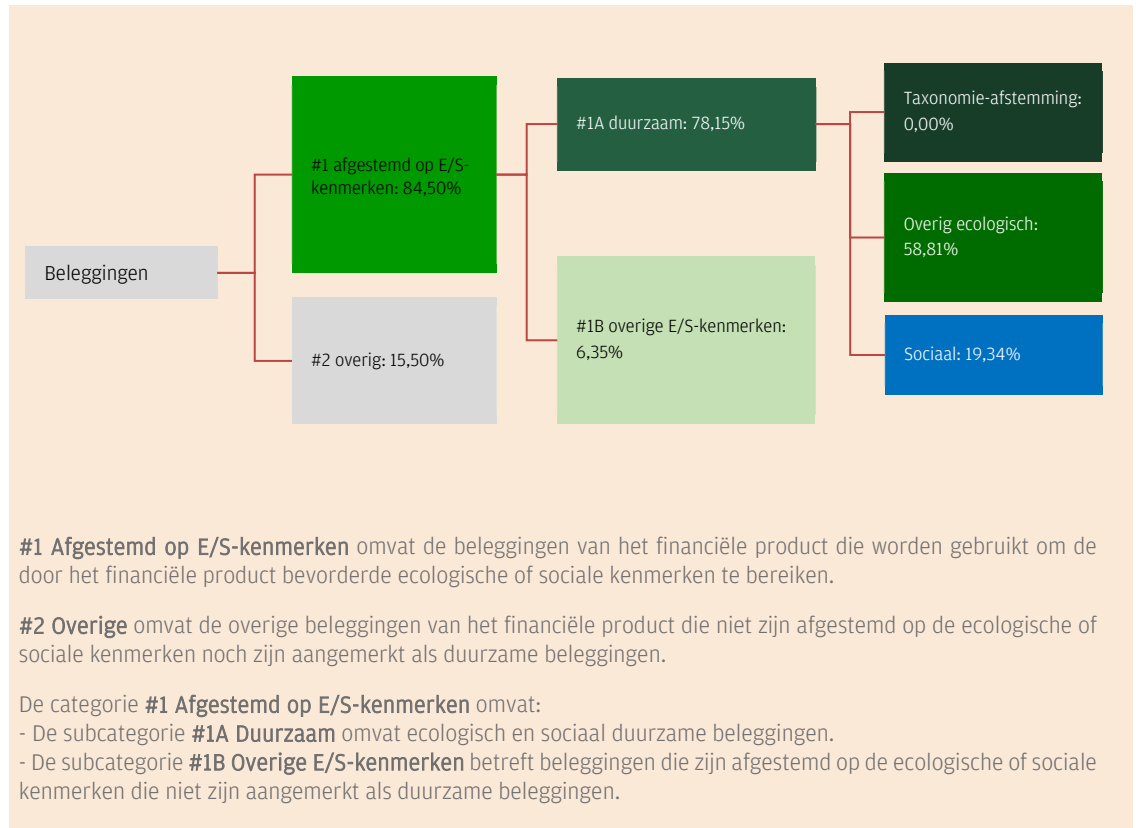 Beleggingen
#1 afgestemd op E/S-
kenmerken: 84,50%
#2 overig: 15,50%
#1A duurzaam: 78,15%
#1B overige E/S-kenmerken:
6,35%
Taxonomie-afstemming:
0,00%
Overig ecologisch:
58,81%
Sociaal: 19,34%
#1 Afgestemd op E/S-kenmerken omvat de beleggingen van het financiële product die worden gebruikt om de
door het financiële product bevorderde ecologische of sociale kenmerken te bereiken.
#2 Overige omvat de overige beleggingen van het financiële product die niet zijn afgestemd op de ecologische of
sociale kenmerken noch zijn aangemerkt als duurzame beleggingen.
De categorie #1 Afgestemd op E/S-kenmerken omvat:
- De subcategorie #1A Duurzaam omvat ecologisch en sociaal duurzame beleggingen.
- De subcategorie #1B Overige E/S-kenmerken betreft beleggingen die zijn afgestemd op de ecologische of sociale
kenmerken die niet zijn aangemerkt als duurzame beleggingen.